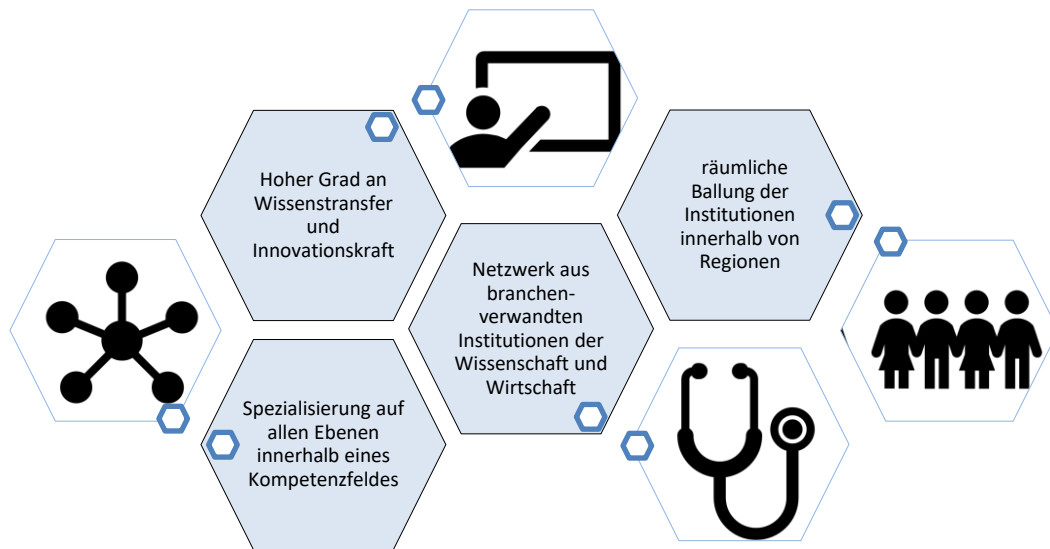 Hoher Grad an
Wissenstransfer
und
Innovationskraft
räumliche
Ballung der
Institutionen
innerhalb von
Regionen
Netzwerk aus
branchen-
verwandten
Institutionen der
Wissenschaft und
Wirtschaft
Spezialisierung auf
allen Ebenen
innerhalb eines
Kompetenzfeldes